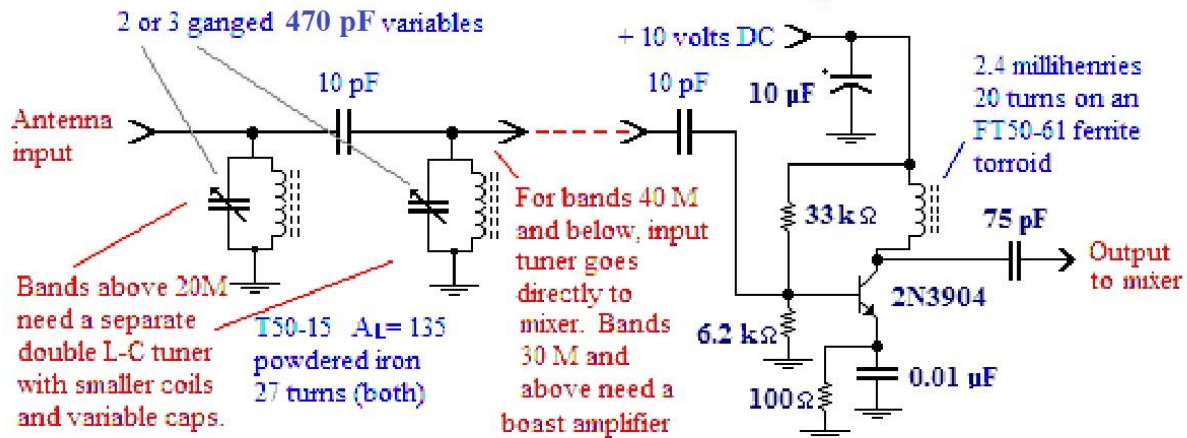 2 or 3 ganged 470 pF variables
+ 10 volts DC
10 pF
10 pF
10 µF
2.4 millihenries
20 turns on an
FT50-61 ferrite
torroid
Antenna
input
For bands 40 M
and below, input
tuner goes
directly to
mixer. Bands
30 M and
above need a
boast amplifier
33 k Ω
75 pF
Output
to mixer
2N3904
Bands above 20M
need a separate
double L-C tuner
with smaller coils
and variable caps.
T50-15 AL= 135
powdered iron
27 turns (both)
6.2 kΩ
100Ω
0.01 µF